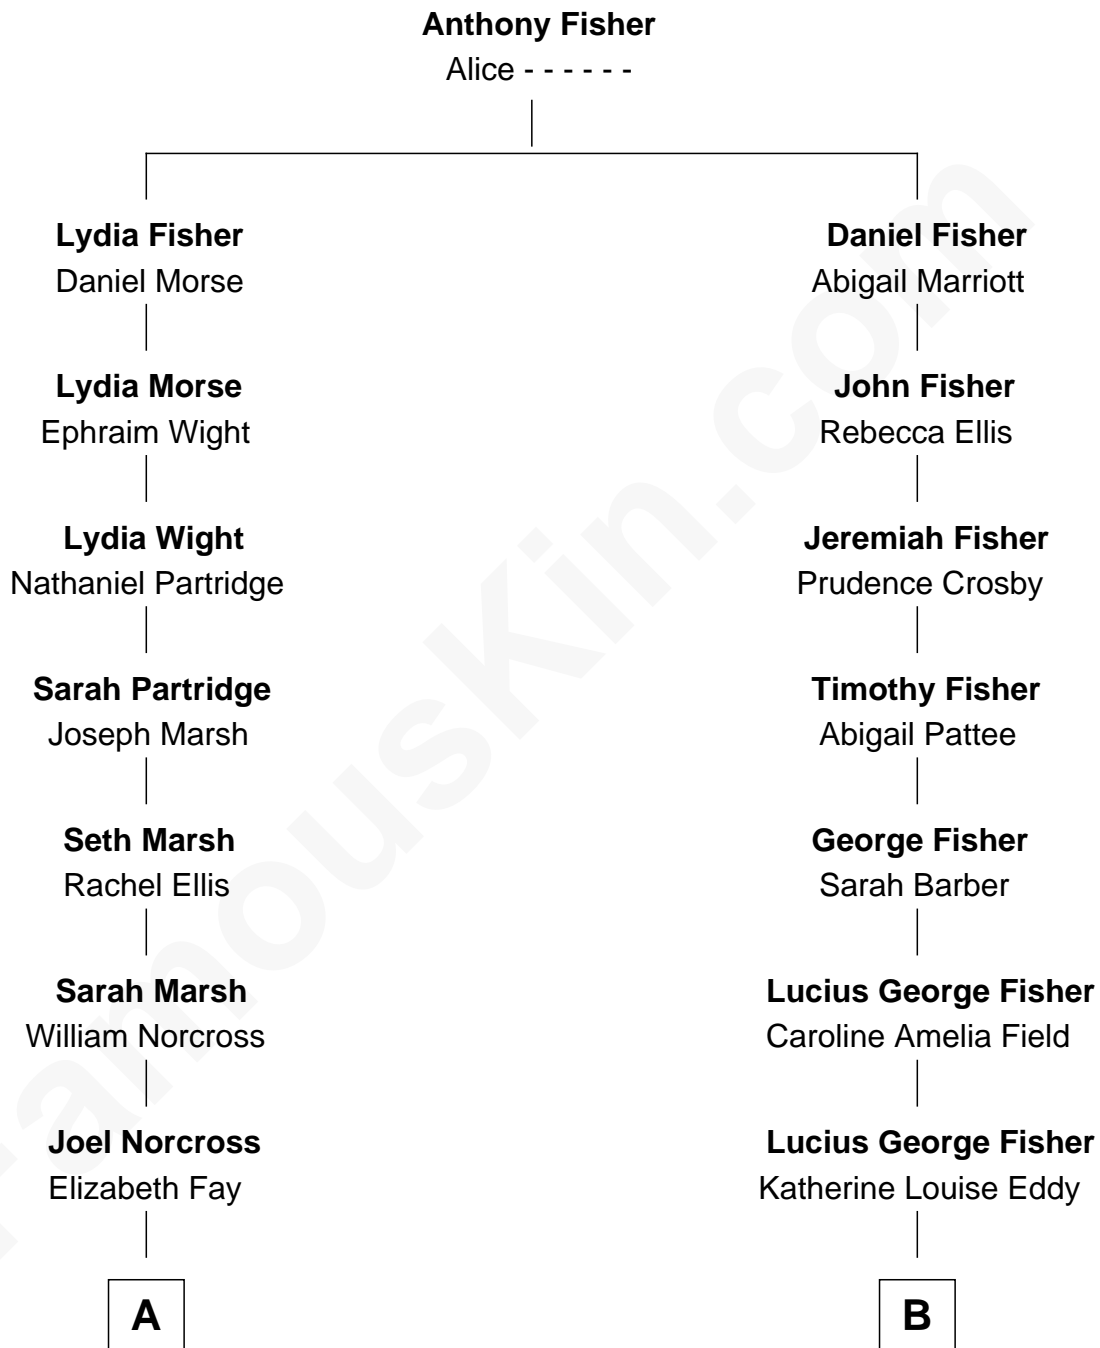 Anthony Fisher
Alice - - - - - -
Lydia Fisher
Daniel Morse
Daniel Fisher
Abigail Marriott
Lydia Morse
Ephraim Wight
John Fisher
Rebecca Ellis
Lydia Wight
Nathaniel Partridge
Jeremiah Fisher
Prudence Crosby
Sarah Partridge
Joseph Marsh
Timothy Fisher
Abigail Pattee
Seth Marsh
Rachel Ellis
George Fisher
Sarah Barber
Sarah Marsh
William Norcross
Lucius George Fisher
Caroline Amelia Field
Joel Norcross
Elizabeth Fay
Lucius George Fisher
Katherine Louise Eddy
A
B
FamousKin.com